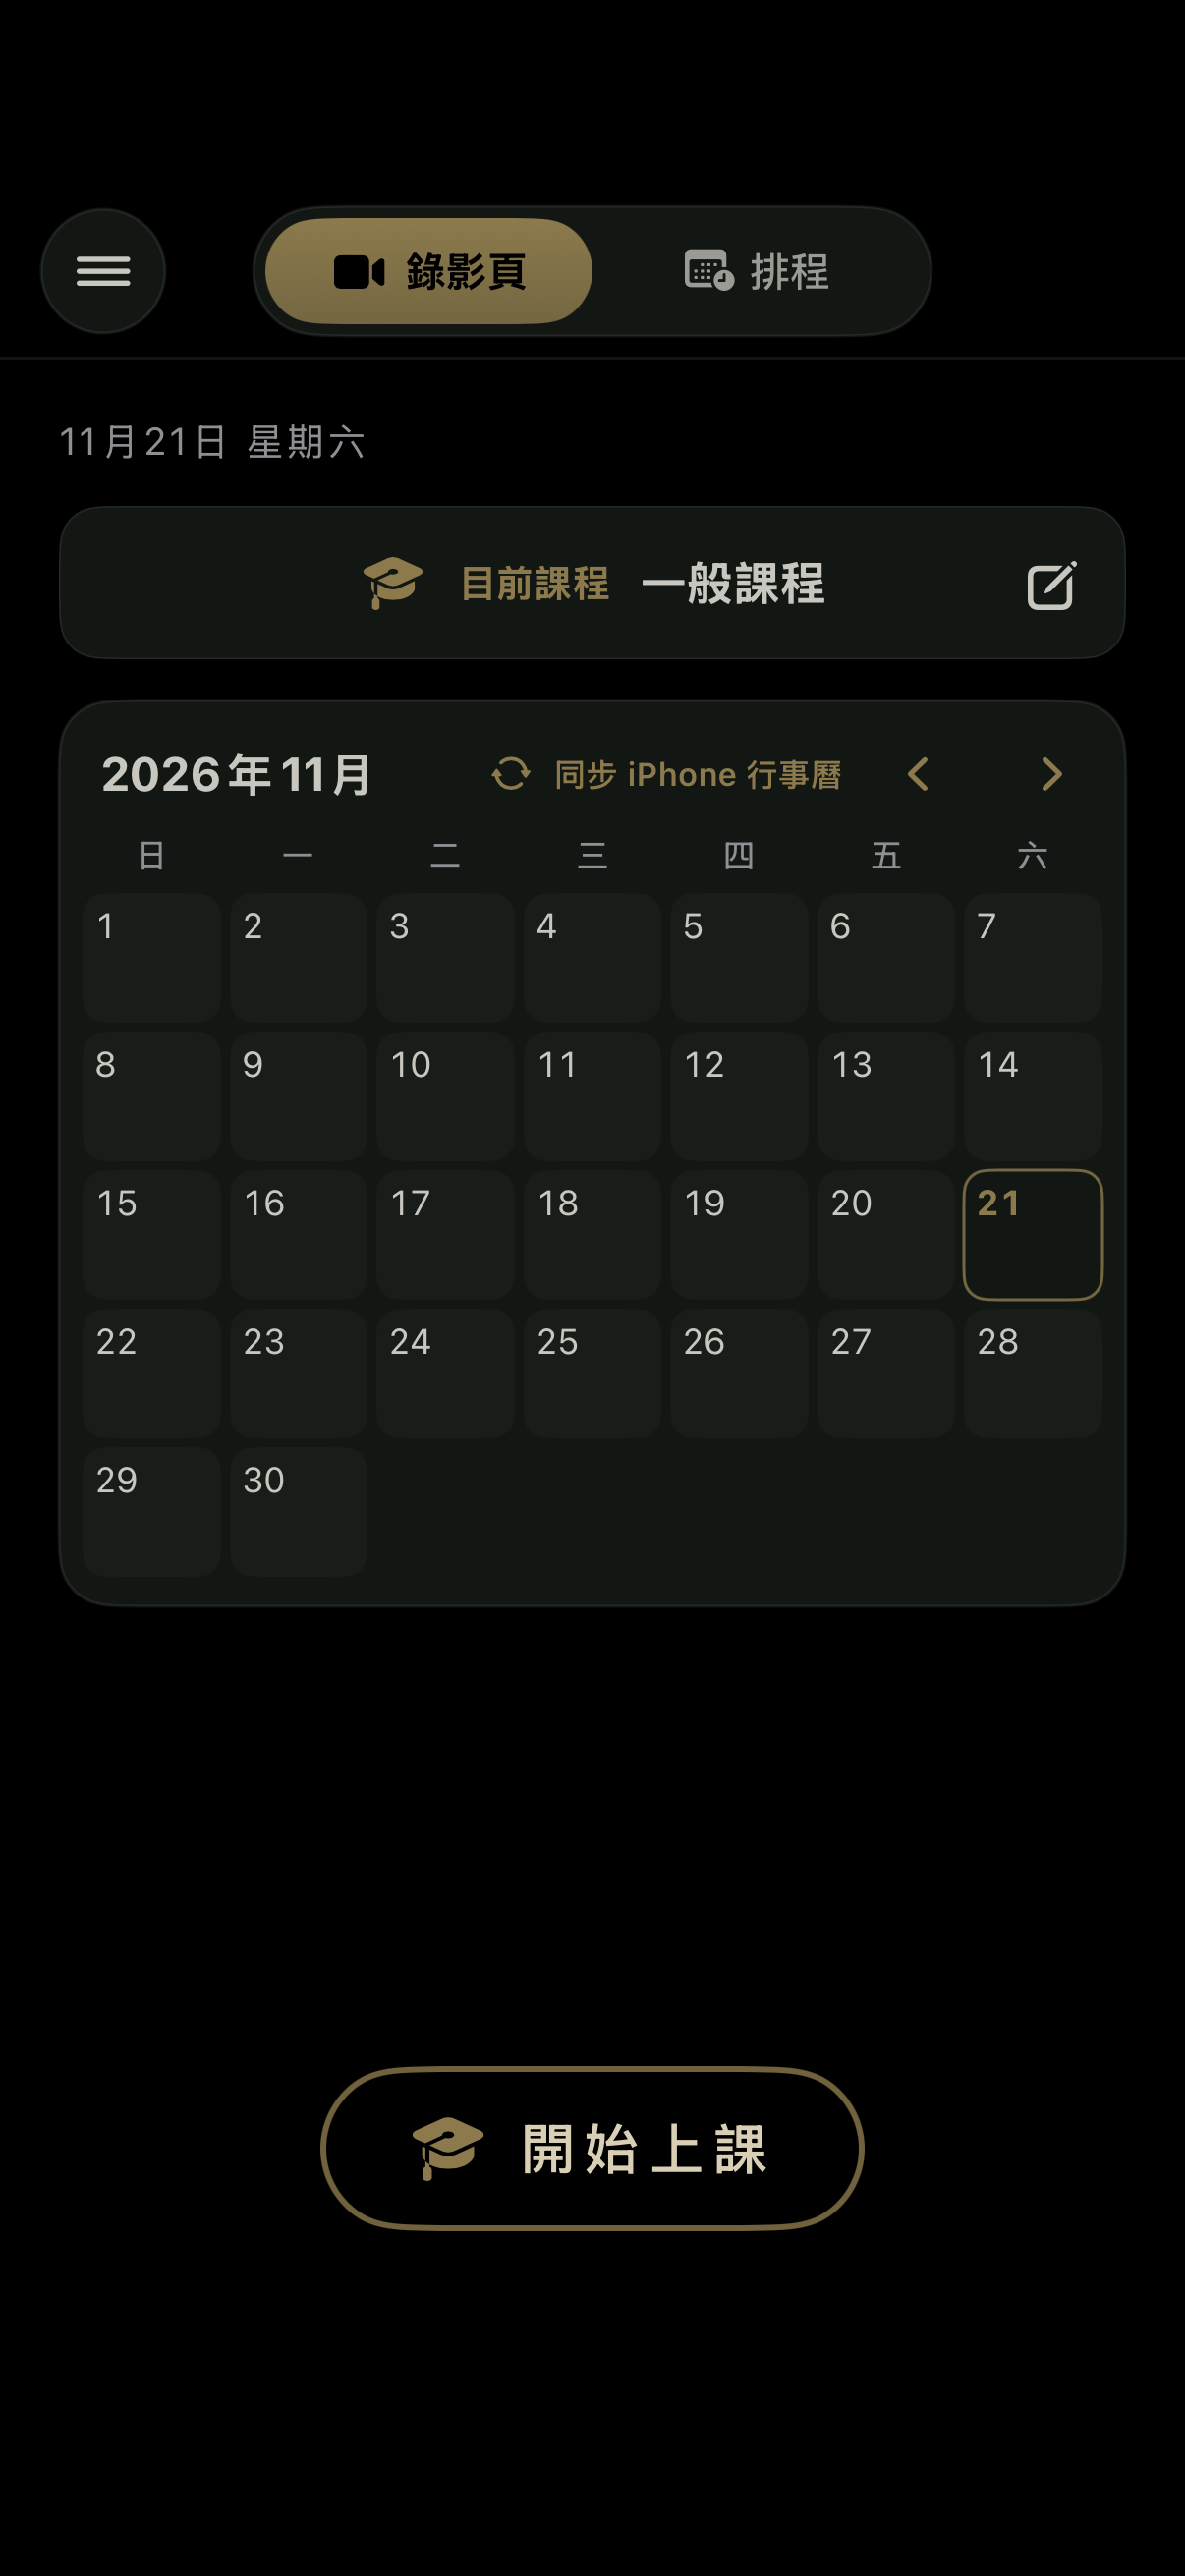 錄影頁 排程
11月21日 星期六
目前課程 一般課程
2026年11月 同步 iPhone 行事曆
日 一 二 三 四 五 六
1 2 3 4 5 6 7
8 9 10 11 12 13 14
15 16 17 18 19 20 21
22 23 24 25 26 27 28
29 30
開始上課